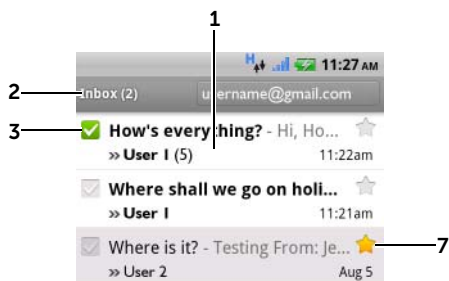 1
H 11:27 AM
2 Inbox (2) username@gmail.com
3 How's everything? - Hi, Ho...
» User 1 (5) 11:22am
Where shall we go on holi...
» User 1 11:21am
Where is it? - Testing From: Je... 7
» User 2 Aug 5